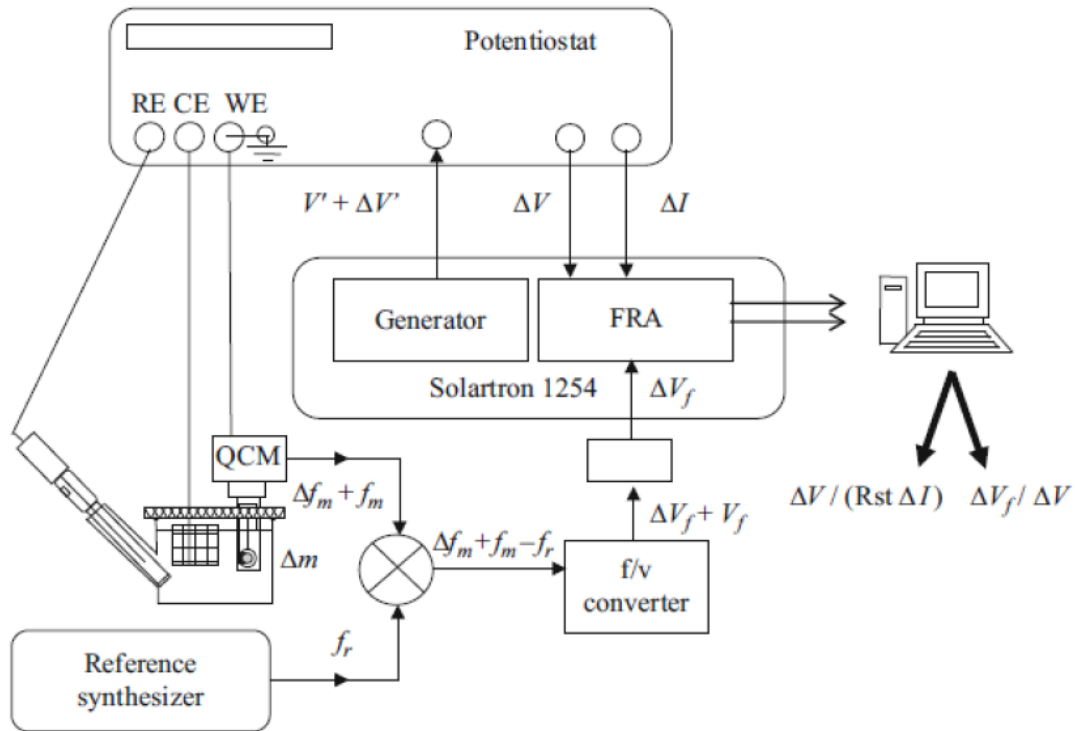 Potentiostat
RE CE WE
V' + ΔV'
ΔV
ΔI
Generator
FRA
Solartron 1254
ΔV_f
QCM
Δf_m + f_m
ΔV / (Rst ΔI)
ΔV_f / ΔV
ΔV_f + V_f
Δm
Δf_m + f_m – f_r
f/v
converter
f_r
Reference
synthesizer